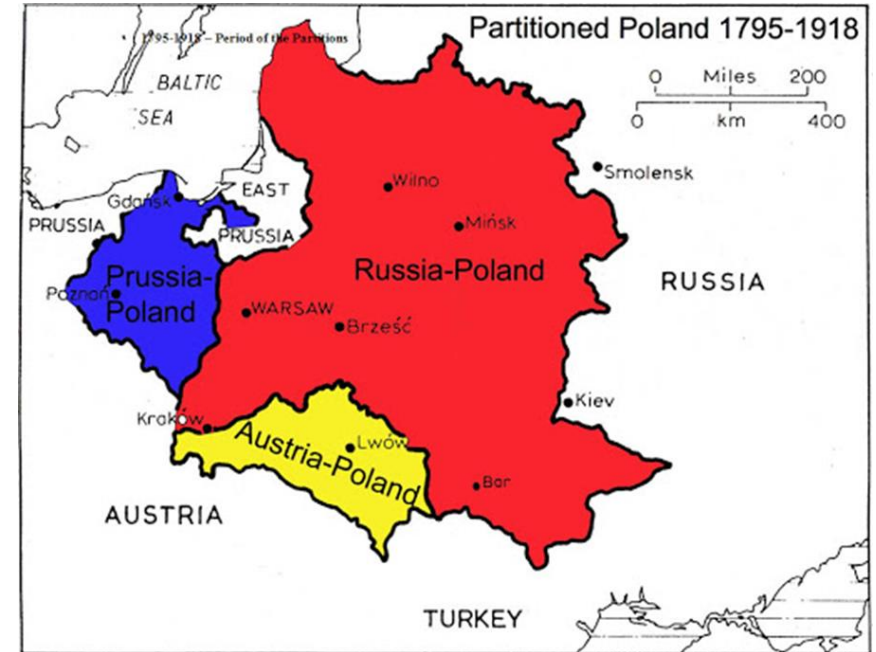 Partitioned Poland 1795-1918
1795-1918 – Period of the Partitions
0 Miles 200
0 km 400
BALTIC
SEA
Smolensk
Wilno
EAST
Gdańsk
PRUSSIA
PRUSSIA
Mińsk
Russia-Poland
RUSSIA
Prussia-
Poland
Poznań
WARSAW
Brześć
Kiev
Kraków
Austria-Poland
Lwów
Bar
AUSTRIA
TURKEY